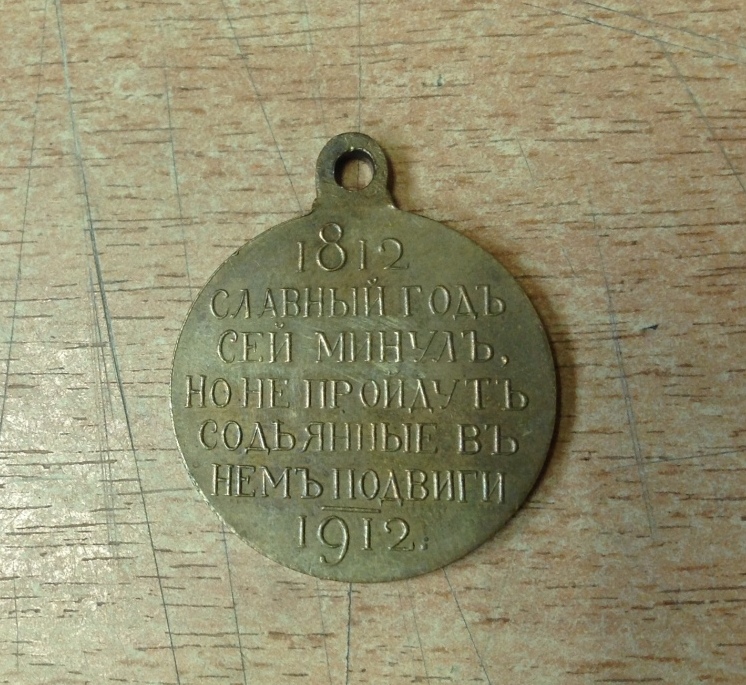 1812
СЛАВНЫЙ ГОДЪ
СЕЙ МИНУЛЪ,
НО НЕ ПРОЙДУТЪ
СОДѢЯННЫЕ ВЪ
НЕМЪ ПОДВИГИ
1912.